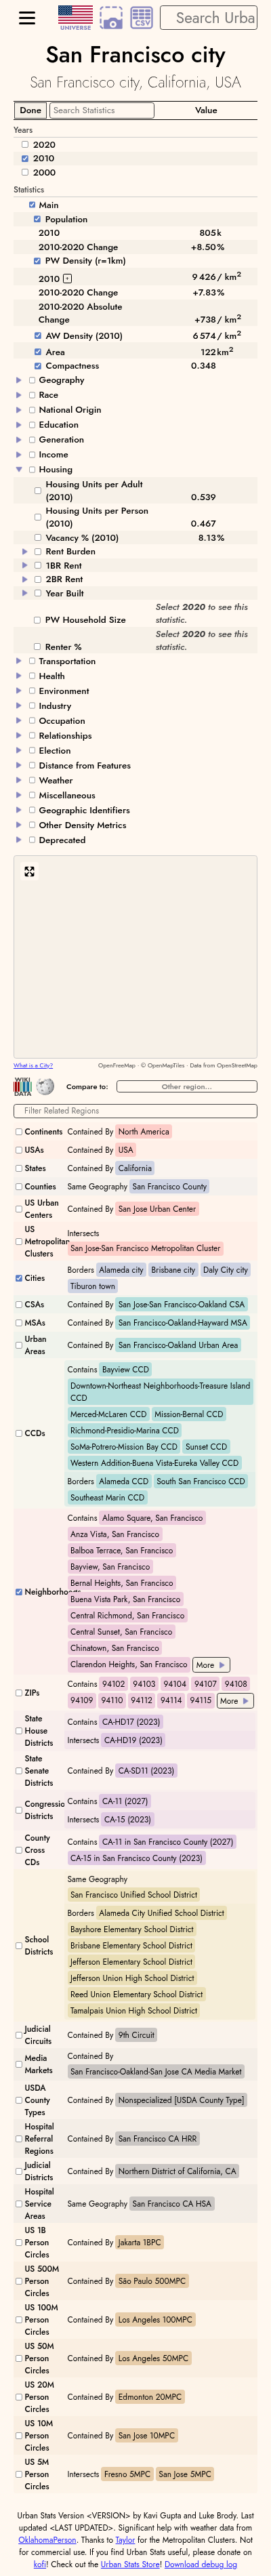 UNIVERSE
CSV
Search Urba
San Francisco city
San Francisco city, California, USA
Done
Search Statistics
Value
Years
2020
2010
2000
Statistics
Main
Population
2010 805k
2010-2020 Change +8.50%
PW Density (r=1km)
2010 9 426 / km2
2010-2020 Change +7.83%
2010-2020 Absolute
Change +738 / km2
AW Density (2010) 6 574 / km2
Area 122km2
Compactness 0.348
Geography
Race
National Origin
Education
Generation
Income
Housing
Housing Units per Adult
(2010) 0.539
Housing Units per Person
(2010) 0.467
Vacancy % (2010) 8.13%
Rent Burden
1BR Rent
2BR Rent
Year Built
PW Household Size Select 2020 to see this
statistic.
Renter % Select 2020 to see this
statistic.
Transportation
Health
Environment
Industry
Occupation
Relationships
Election
Distance from Features
Weather
Miscellaneous
Geographic Identifiers
Other Density Metrics
Deprecated
What is a City?
OpenFreeMap · © OpenMapTiles · Data from OpenStreetMap
WIKI
DATA
Compare to:
Other region...
Filter Related Regions
Continents Contained By North America
USAs Contained By USA
States Contained By California
Counties Same Geography San Francisco County
US Urban
Centers Contained By San Jose Urban Center
US
Metropolitan
Clusters Intersects
San Jose-San Francisco Metropolitan Cluster
Cities Borders Alameda city Brisbane city Daly City city
Tiburon town
CSAs Contained By San Jose-San Francisco-Oakland CSA
MSAs Contained By San Francisco-Oakland-Hayward MSA
Urban
Areas Contained By San Francisco-Oakland Urban Area
CCDs Contains Bayview CCD
Downtown-Northeast Neighborhoods-Treasure Island
CCD
Merced-McLaren CCD Mission-Bernal CCD
Richmond-Presidio-Marina CCD
SoMa-Potrero-Mission Bay CCD Sunset CCD
Western Addition-Buena Vista-Eureka Valley CCD
Borders Alameda CCD South San Francisco CCD
Southeast Marin CCD
Neighborhoods Contains Alamo Square, San Francisco
Anza Vista, San Francisco
Balboa Terrace, San Francisco
Bayview, San Francisco
Bernal Heights, San Francisco
Buena Vista Park, San Francisco
Central Richmond, San Francisco
Central Sunset, San Francisco
Chinatown, San Francisco
Clarendon Heights, San Francisco More
ZIPs Contains 94102 94103 94104 94107 94108
94109 94110 94112 94114 94115 More
State
House
Districts Contains CA-HD17 (2023)
Intersects CA-HD19 (2023)
State
Senate
Districts Contained By CA-SD11 (2023)
Congressio
Districts Contains CA-11 (2027)
Intersects CA-15 (2023)
County
Cross
CDs Contains CA-11 in San Francisco County (2027)
CA-15 in San Francisco County (2023)
School
Districts Same Geography
San Francisco Unified School District
Borders Alameda City Unified School District
Bayshore Elementary School District
Brisbane Elementary School District
Jefferson Elementary School District
Jefferson Union High School District
Reed Union Elementary School District
Tamalpais Union High School District
Judicial
Circuits Contained By 9th Circuit
Media
Markets Contained By
San Francisco-Oakland-San Jose CA Media Market
USDA
County
Types Contained By Nonspecialized [USDA County Type]
Hospital
Referral
Regions Contained By San Francisco CA HRR
Judicial
Districts Contained By Northern District of California, CA
Hospital
Service
Areas Same Geography San Francisco CA HSA
US 1B
Person
Circles Contained By Jakarta 1BPC
US 500M
Person
Circles Contained By São Paulo 500MPC
US 100M
Person
Circles Contained By Los Angeles 100MPC
US 50M
Person
Circles Contained By Los Angeles 50MPC
US 20M
Person
Circles Contained By Edmonton 20MPC
US 10M
Person
Circles Contained By San Jose 10MPC
US 5M
Person
Circles Intersects Fresno 5MPC San Jose 5MPC
Urban Stats Version <VERSION> by Kavi Gupta and Luke Brody. Last
updated <LAST UPDATED>. Significant help with weather data from
OklahomaPerson. Thanks to Taylor for the Metropolitan Clusters. Not
for commercial use. If you find Urban Stats useful, please donate on
kofi! Check out the Urban Stats Store! Download debug log